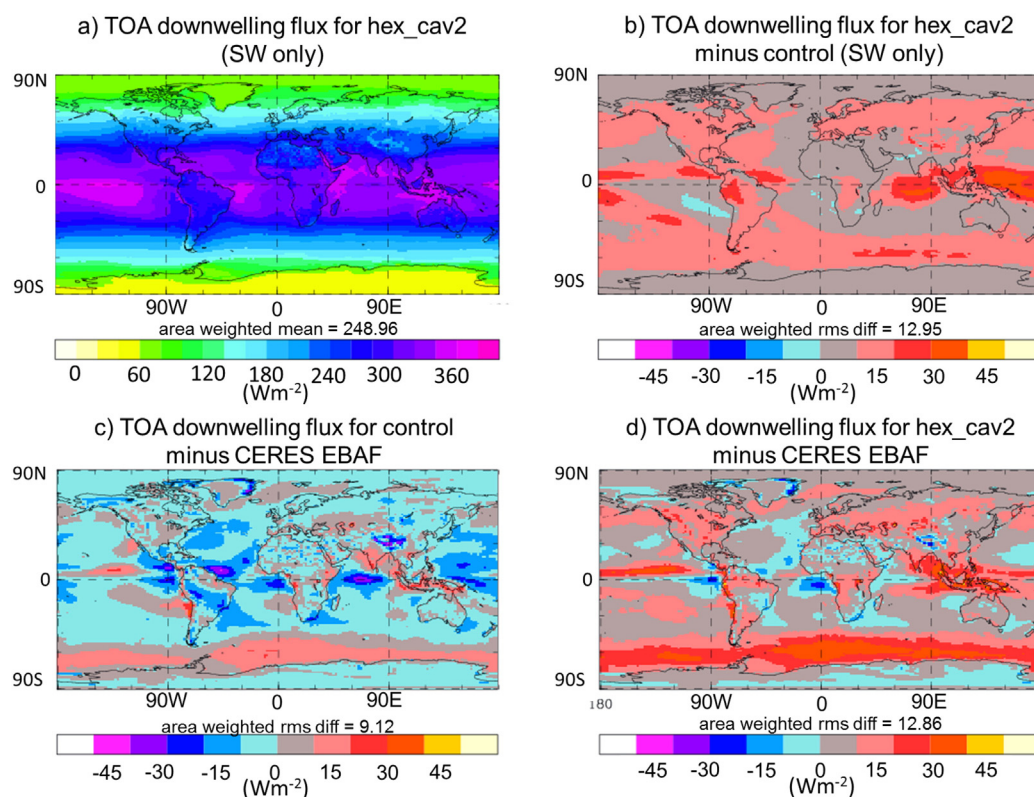 a) TOA downwelling flux for hex_cav2
(SW only)
90N
0
90S
90W
0
90E
area weighted mean = 248.96
0
60
120
180
240
300
360
(Wm-2)
b) TOA downwelling flux for hex_cav2
minus control (SW only)
90N
0
90S
90W
0
90E
area weighted rms diff = 12.95
-45
-30
-15
0
15
30
45
(Wm-2)
c) TOA downwelling flux for control
minus CERES EBAF
90N
0
90S
90W
0
90E
area weighted rms diff = 9.12
-45
-30
-15
0
15
30
45
(Wm-2)
d) TOA downwelling flux for hex_cav2
minus CERES EBAF
90N
0
90S
180
90W
0
90E
area weighted rms diff = 12.86
-45
-30
-15
0
15
30
45
(Wm-2)